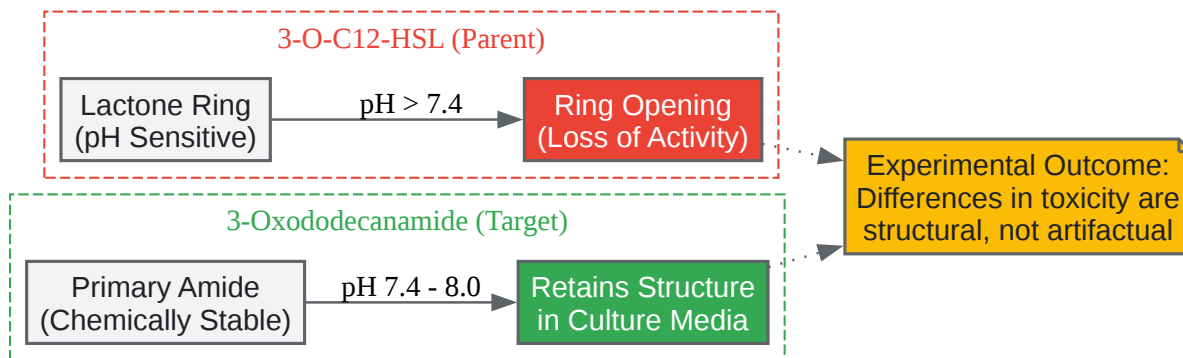 3-O-C12-HSL (Parent)
Lactone Ring
(pH Sensitive)
pH > 7.4
Ring Opening
(Loss of Activity)
3-Oxododecanamide (Target)
Primary Amide
(Chemically Stable)
pH 7.4 - 8.0
Retains Structure
in Culture Media
Experimental Outcome:
Differences in toxicity are
structural, not artifactual